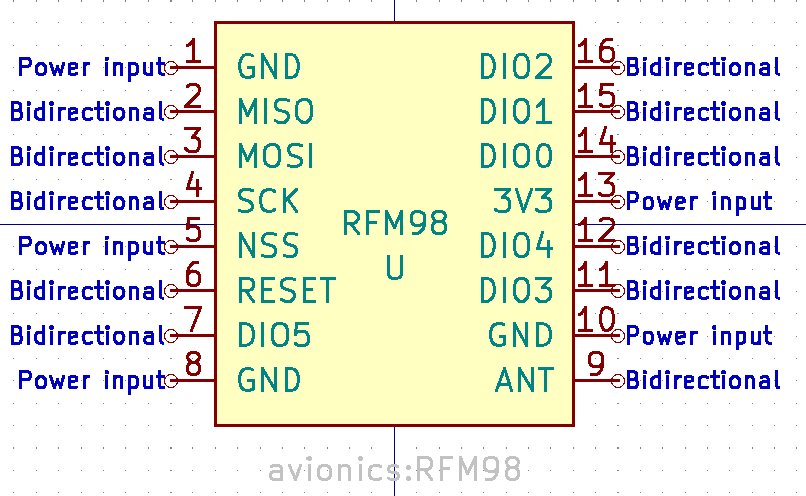 Power input 1 GND DIO2 16 Bidirectional
Bidirectional 2 MISO DIO1 15 Bidirectional
Bidirectional 3 MOSI DIO0 14 Bidirectional
Bidirectional 4 SCK 3V3 13 Power input
RFM98
Power input 5 NSS DIO4 12 Bidirectional
U
Bidirectional 6 RESET DIO3 11 Bidirectional
Bidirectional 7 DIO5 GND 10 Power input
Power input 8 GND ANT 9 Bidirectional
avionics:RFM98